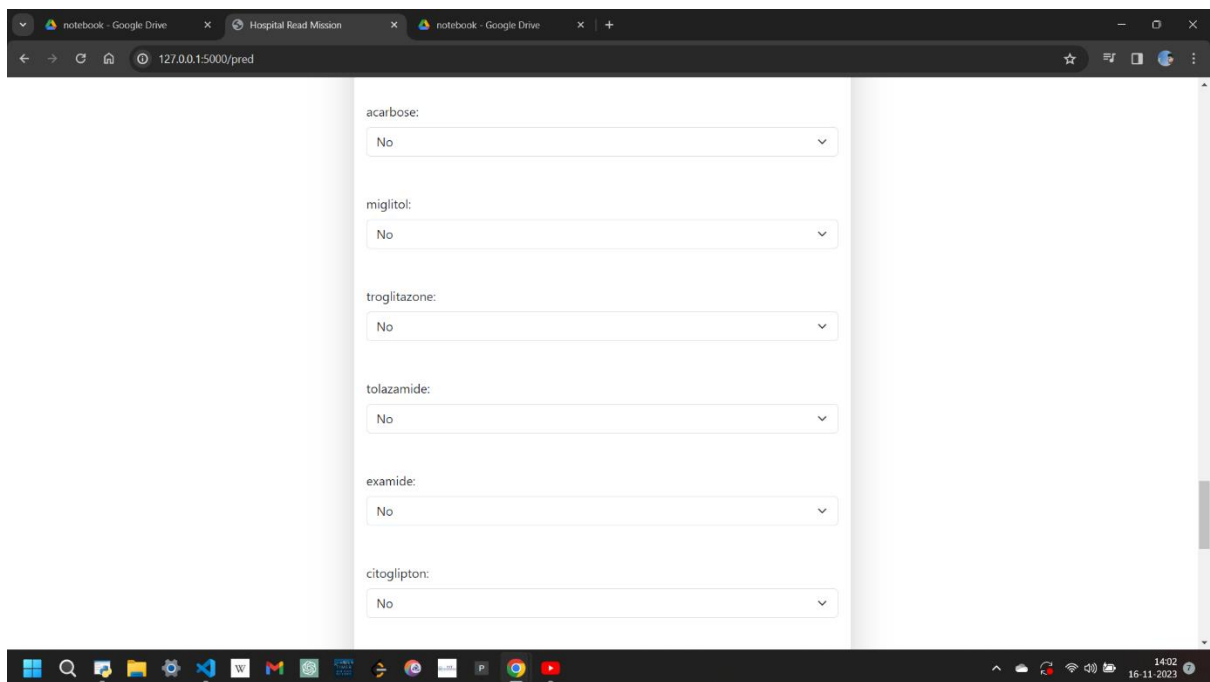 notebook - Google Drive
Hospital Read Mission
notebook - Google Drive
127.0.0.1:5000/pred
acarbose:
No
miglitol:
No
troglitazone:
No
tolazamide:
No
examide:
No
citoglipton:
No
W
P
14:02
16-11-2023
7